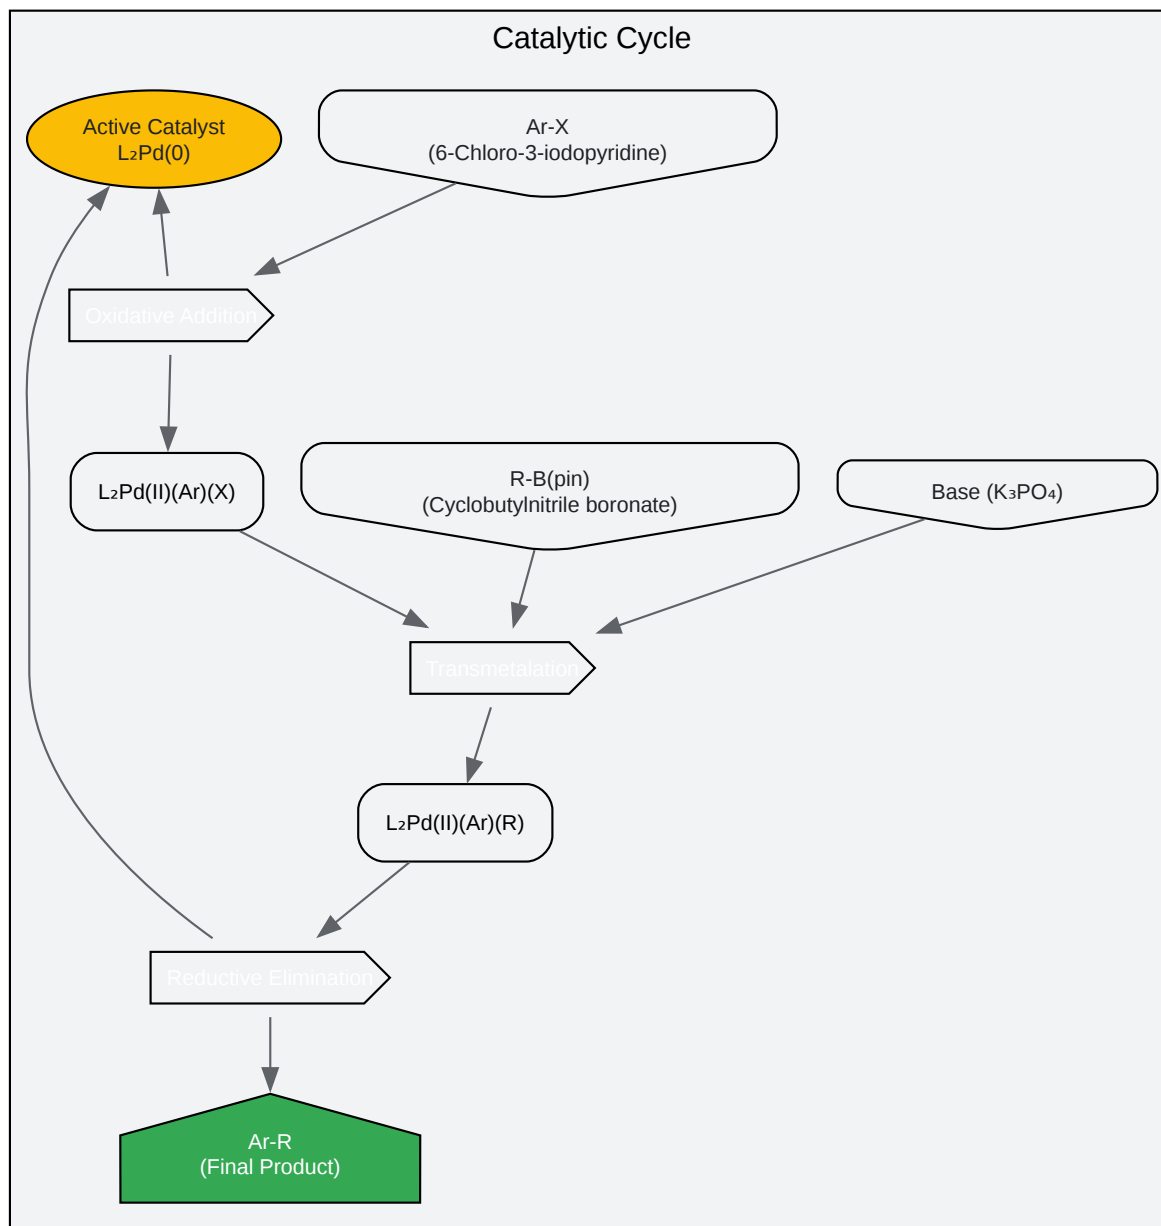 Catalytic Cycle
Active Catalyst
L₂Pd(0)
Ar-X
(6-Chloro-3-iodopyridine)
Oxidative Addition
L₂Pd(II)(Ar)(X)
R-B(pin)
(Cyclobutylnitrile boronate)
Base (K₃PO₄)
Transmetalation
L₂Pd(II)(Ar)(R)
Reductive Elimination
Ar-R
(Final Product)